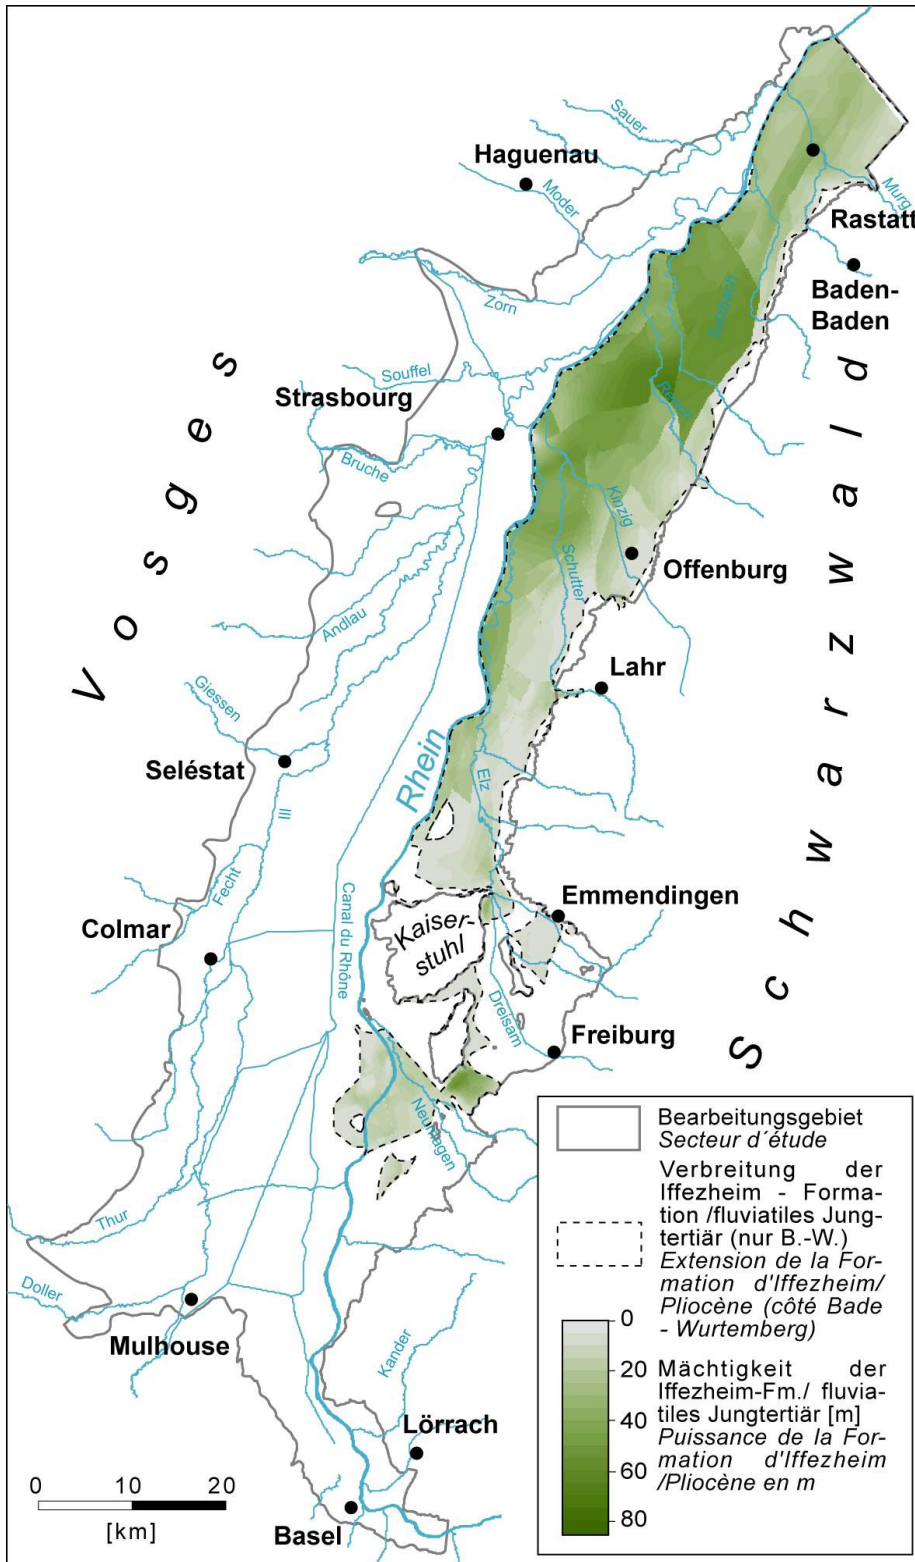 Sauer
Haguenau
Moder
Murg
Rastatt
Baden-
Baden
Zorn
Sulzbach
Souffel
Strasbourg
Rench
Bruche
Kinzig
Vosges
Schutter
Offenburg
Andlau
Lahr
Giessen
Schwarzwald
Seléstat
Rhein
Elz
Ill
Fecht
Emmendingen
Colmar
Canal du Rhône
Kaiser-
stuhl
Dreisam
Freiburg
Neumagen
Thur
Doller
Mulhouse
Kander
Lörrach
Basel
0 10 20
[km]
Bearbeitungsgebiet
Secteur d´étude
Verbreitung der
Iffezheim - Forma-
tion /fluviatiles Jung-
tertiär (nur B.-W.)
Extension de la For-
mation d'Iffezheim/
Pliocène (côté Bade
- Wurtemberg)
0
20
40
60
80
Mächtigkeit der
Iffezheim-Fm./ fluvia-
tiles Jungtertiär [m]
Puissance de la For-
mation d'Iffezheim
/Pliocène en m